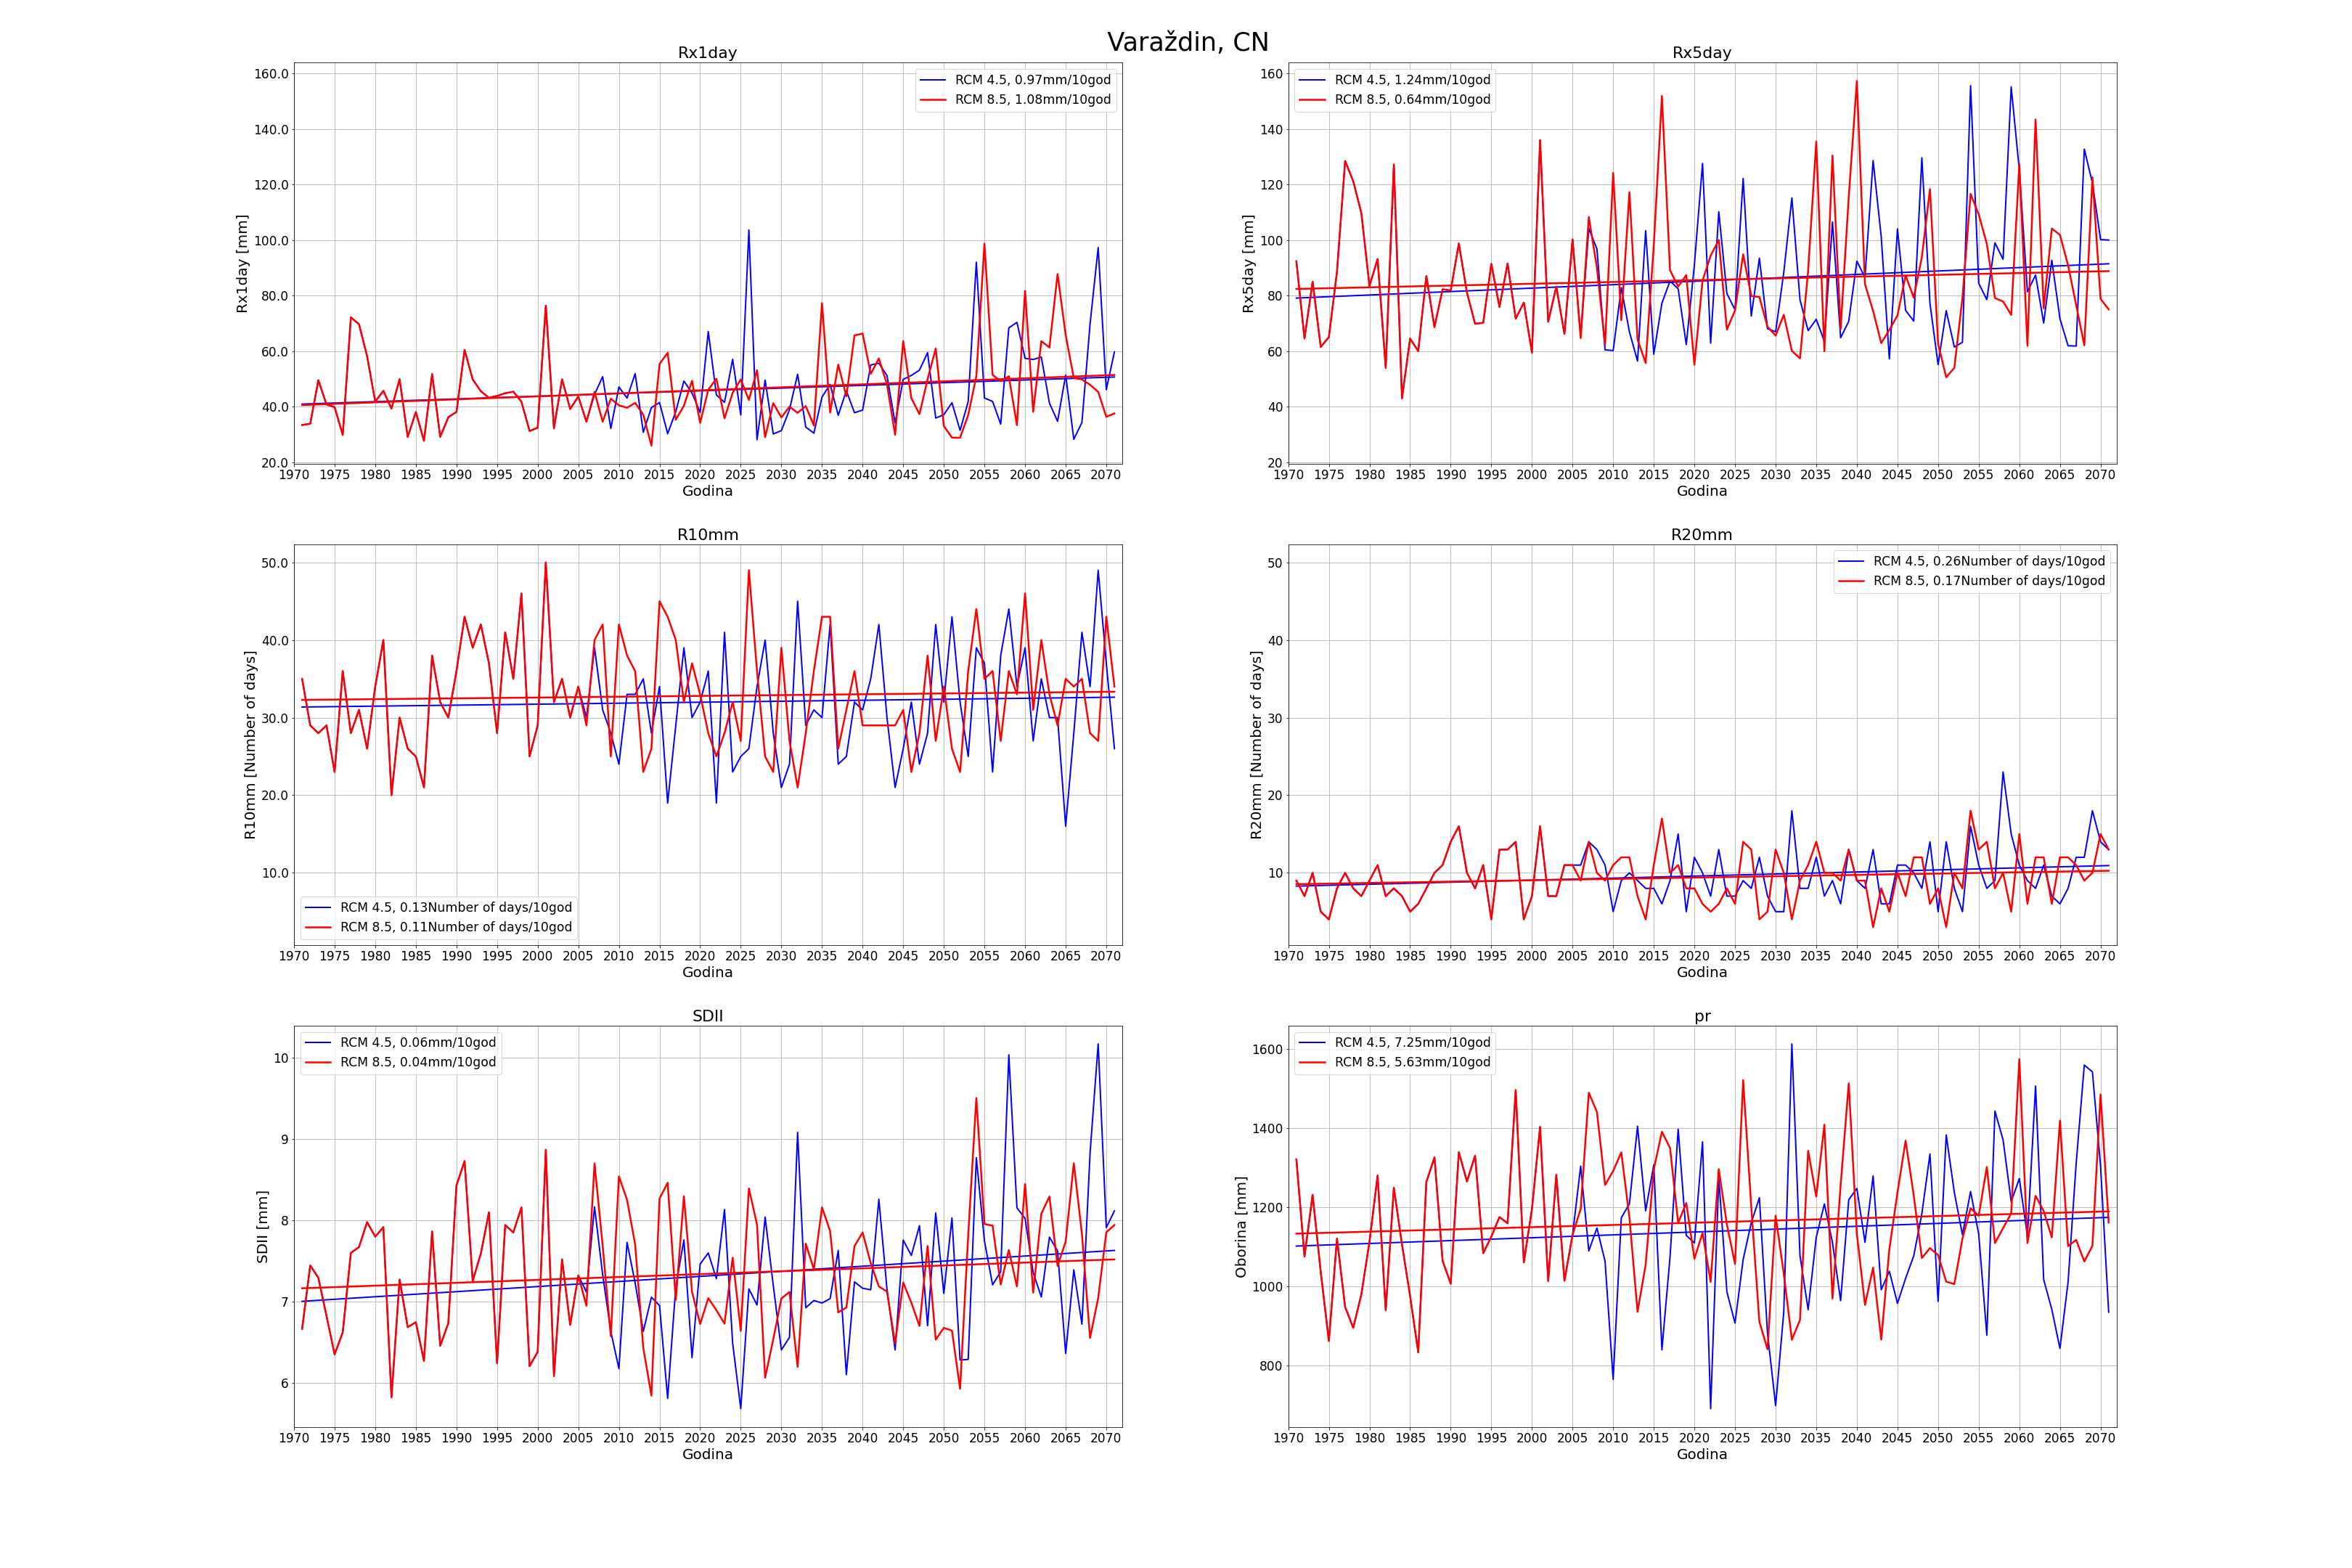 Varaždin, CN
Rx1day
RCM 4.5, 0.97mm/10god
RCM 8.5, 1.08mm/10god
Rx1day [mm]
160.0
140.0
120.0
100.0
80.0
60.0
40.0
20.0
1970 1975 1980 1985 1990 1995 2000 2005 2010 2015 2020 2025 2030 2035 2040 2045 2050 2055 2060 2065 2070
Godina
Rx5day
RCM 4.5, 1.24mm/10god
RCM 8.5, 0.64mm/10god
Rx5day [mm]
160
140
120
100
80
60
40
20
1970 1975 1980 1985 1990 1995 2000 2005 2010 2015 2020 2025 2030 2035 2040 2045 2050 2055 2060 2065 2070
Godina
R10mm
R10mm [Number of days]
50.0
40.0
30.0
20.0
10.0
RCM 4.5, 0.13Number of days/10god
RCM 8.5, 0.11Number of days/10god
1970 1975 1980 1985 1990 1995 2000 2005 2010 2015 2020 2025 2030 2035 2040 2045 2050 2055 2060 2065 2070
Godina
R20mm
RCM 4.5, 0.26Number of days/10god
RCM 8.5, 0.17Number of days/10god
R20mm [Number of days]
50
40
30
20
10
1970 1975 1980 1985 1990 1995 2000 2005 2010 2015 2020 2025 2030 2035 2040 2045 2050 2055 2060 2065 2070
Godina
SDII
RCM 4.5, 0.06mm/10god
RCM 8.5, 0.04mm/10god
SDII [mm]
10
9
8
7
6
1970 1975 1980 1985 1990 1995 2000 2005 2010 2015 2020 2025 2030 2035 2040 2045 2050 2055 2060 2065 2070
Godina
pr
RCM 4.5, 7.25mm/10god
RCM 8.5, 5.63mm/10god
Oborina [mm]
1600
1400
1200
1000
800
1970 1975 1980 1985 1990 1995 2000 2005 2010 2015 2020 2025 2030 2035 2040 2045 2050 2055 2060 2065 2070
Godina